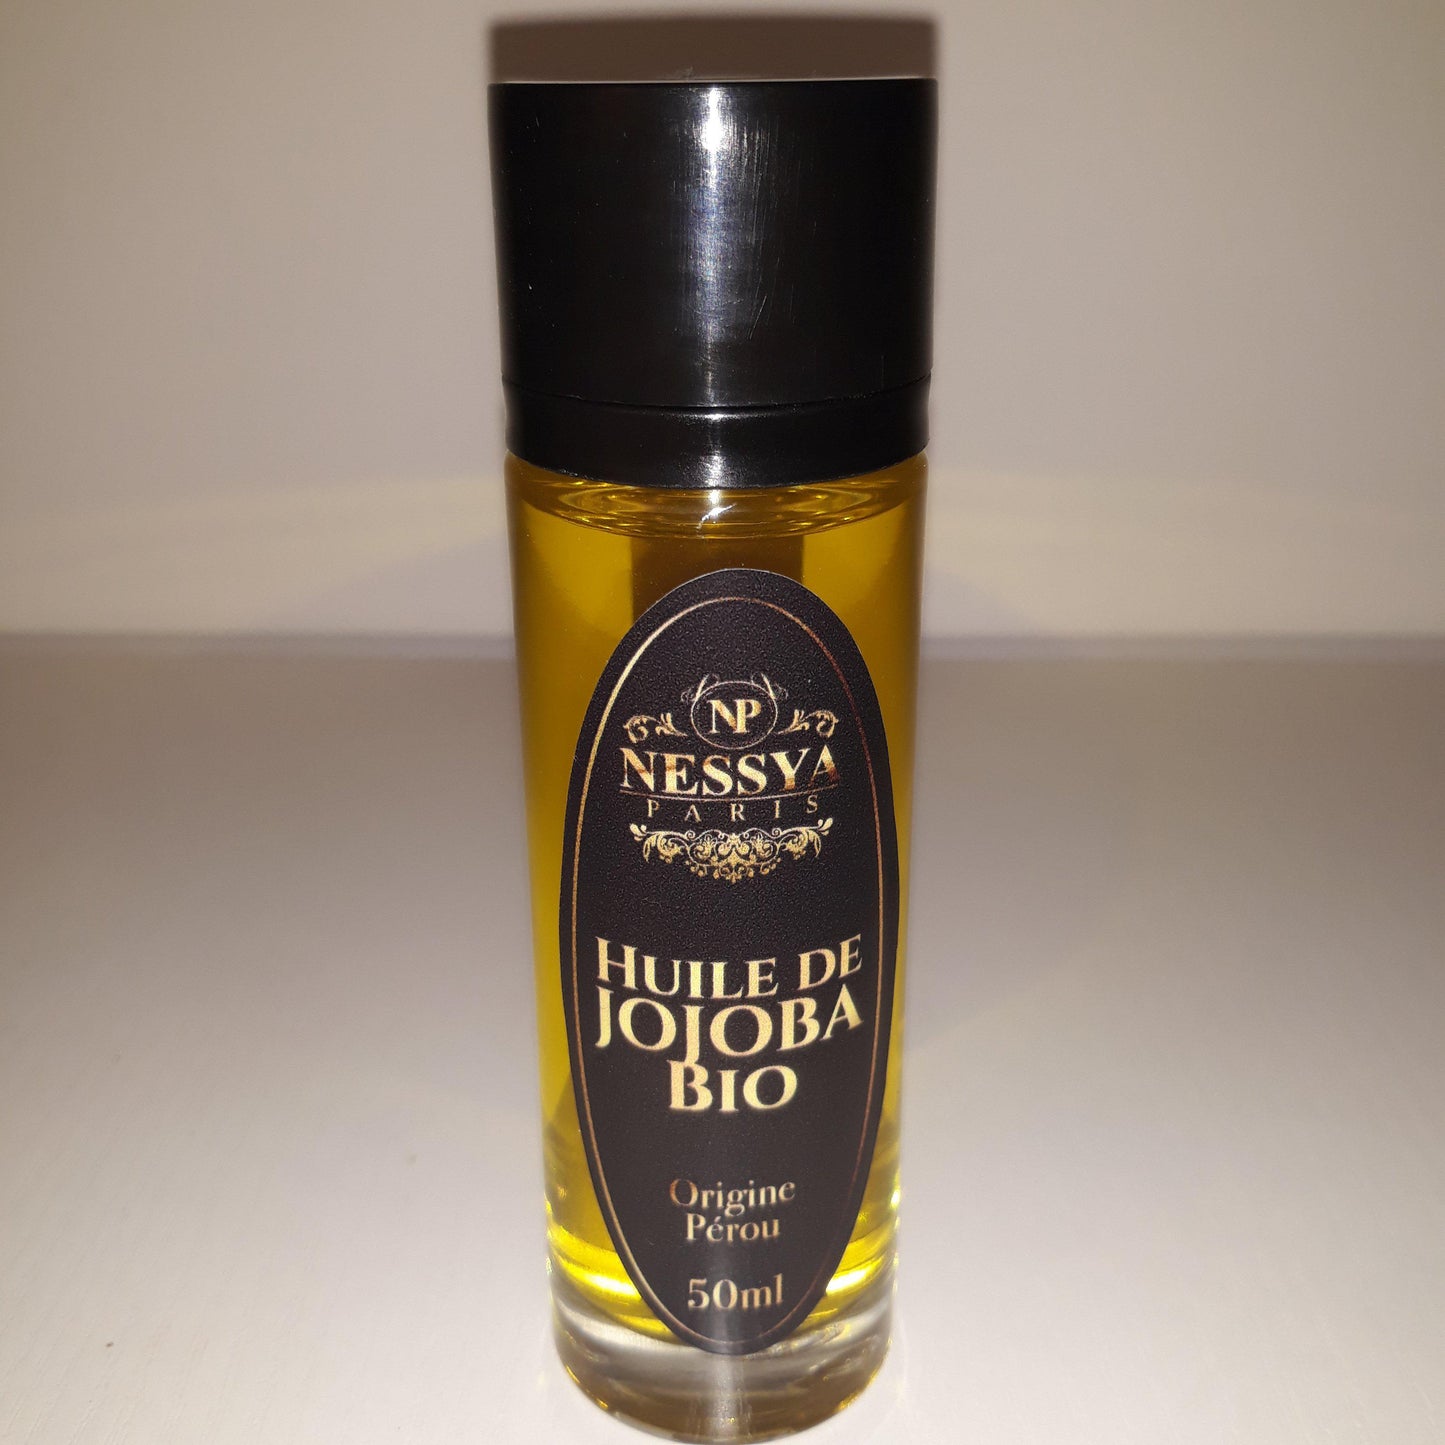 NP
NESSYA
PARIS
HUILE DE
JOJOBA
BIO
Origine
Pérou
50ml